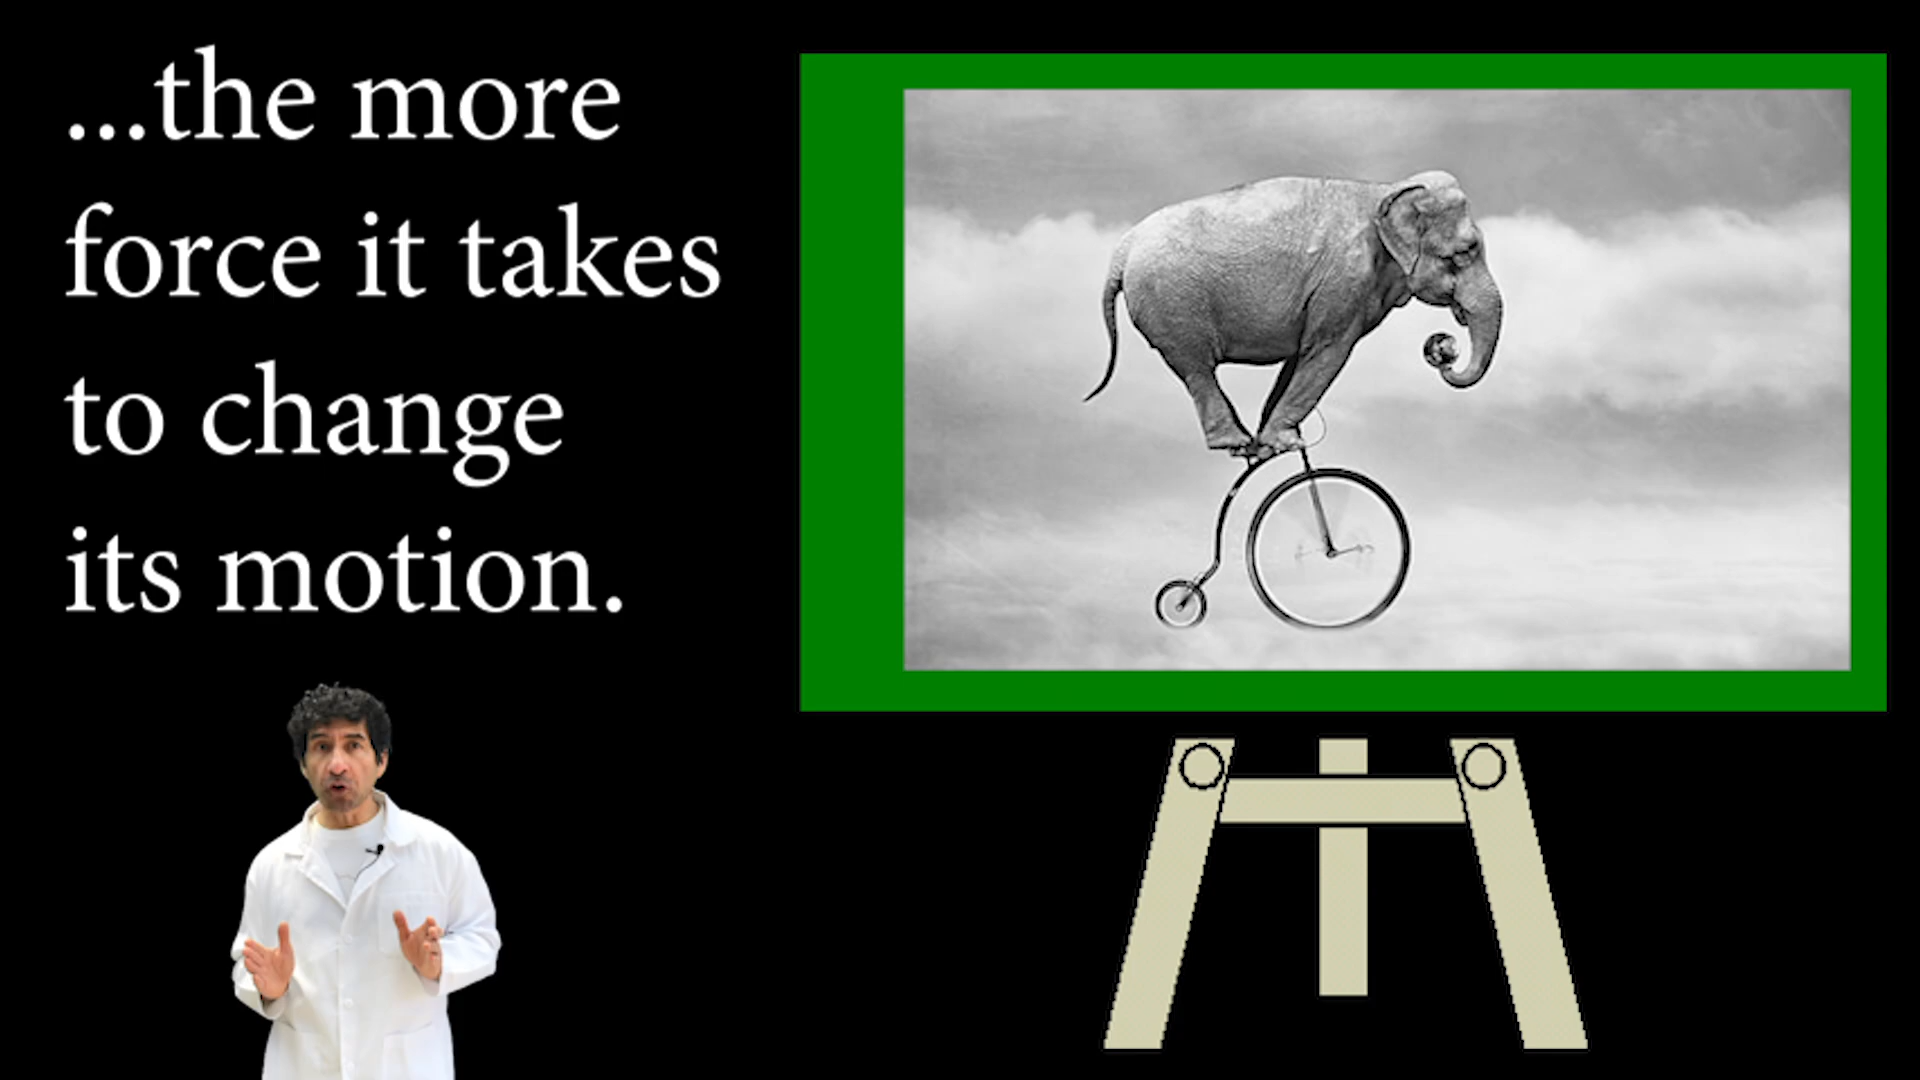 ...the more
force it takes
to change
its motion.